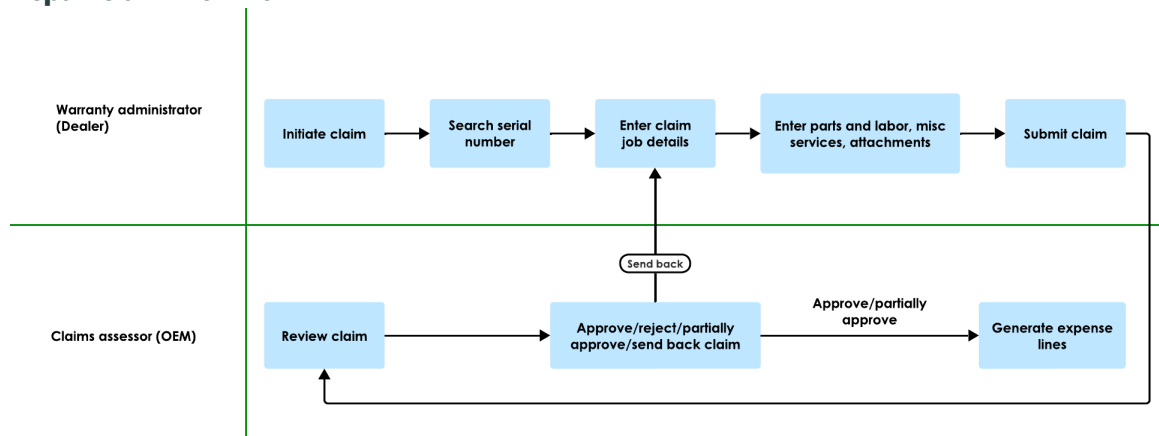 Warranty administrator
(Dealer)
Initiate claim
Search serial
number
Enter claim
job details
Enter parts and labor, misc
services, attachments
Submit claim
Send back
Claims assessor (OEM)
Review claim
Approve/reject/partially
approve/send back claim
Approve/partially
approve
Generate expense
lines